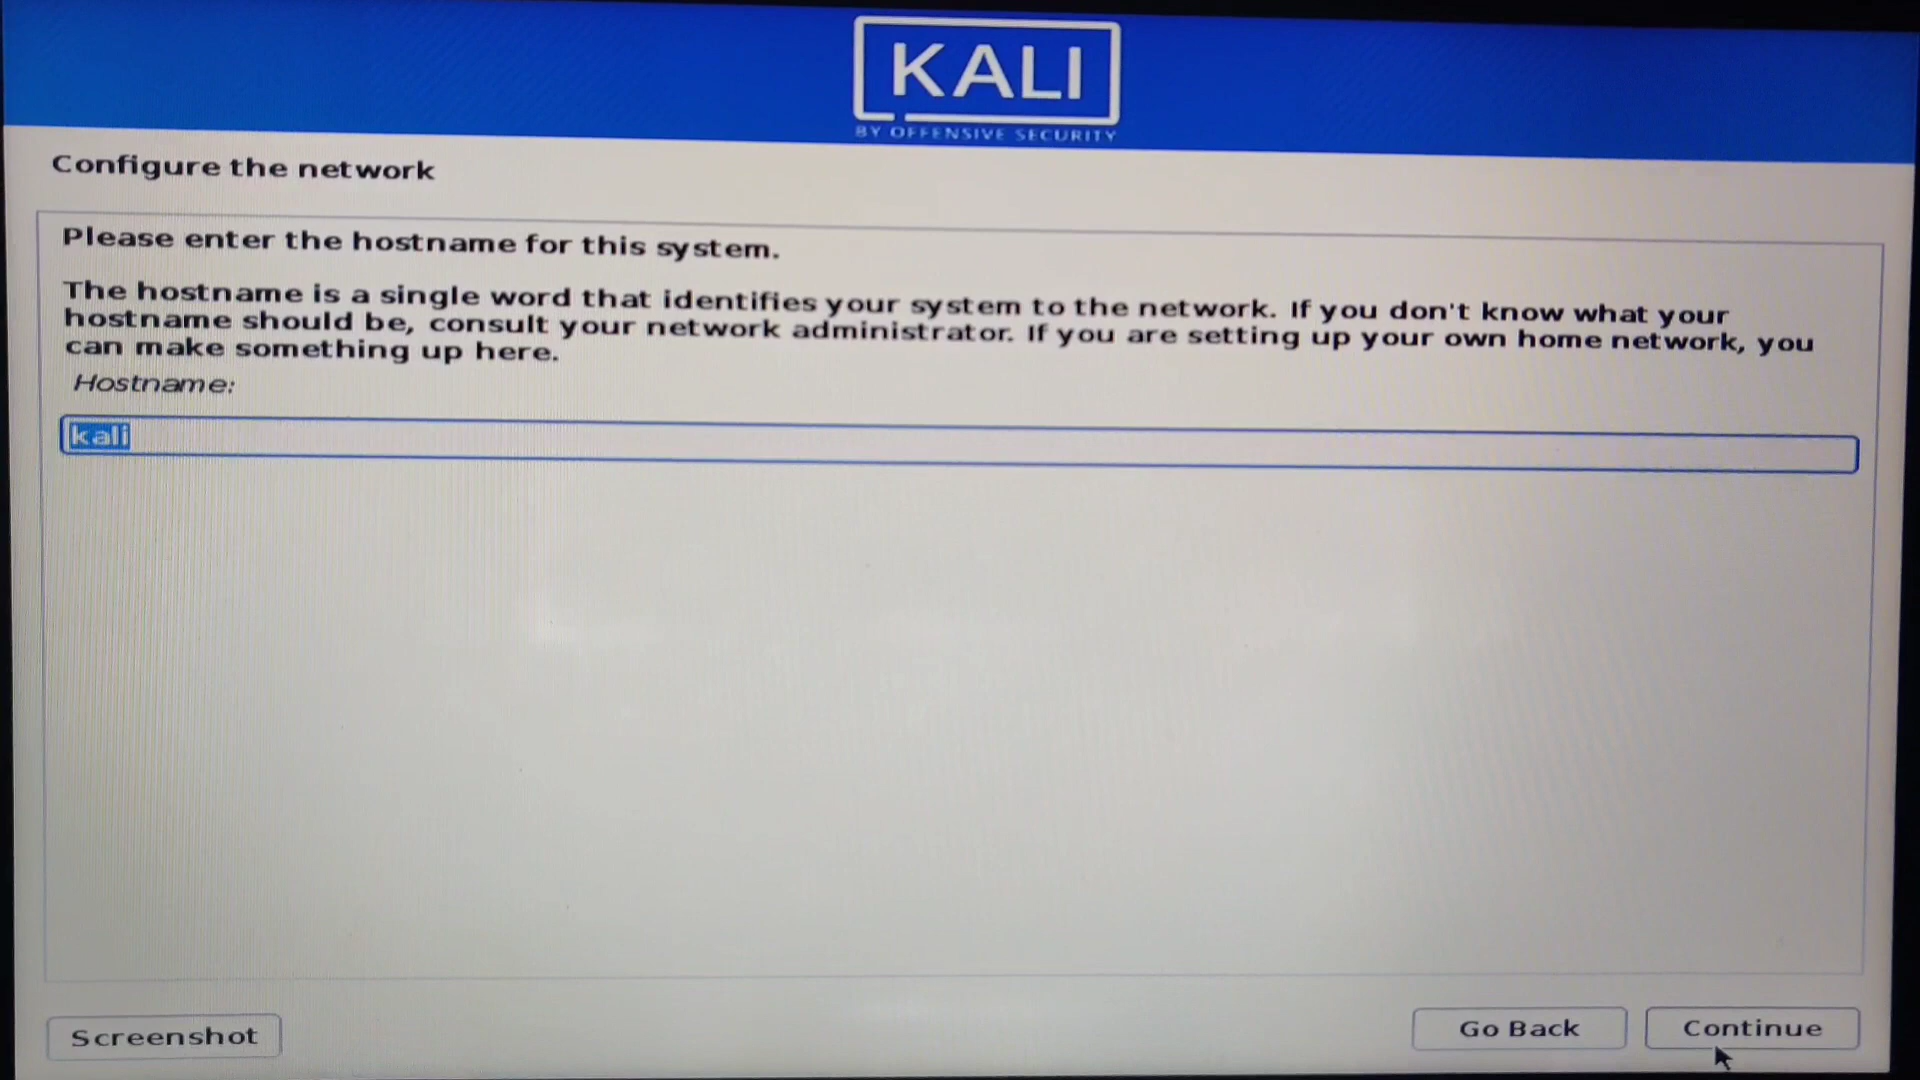 KALI
BY OFFENSIVE SECURITY
Configure the network
Please enter the hostname for this system.
The hostname is a single word that identifies your system to the network. If you don't know what your
hostname should be, consult your network administrator. If you are setting up your own home network, you
can make something up here.
Hostname:
kali
Screenshot
Go Back
Continue